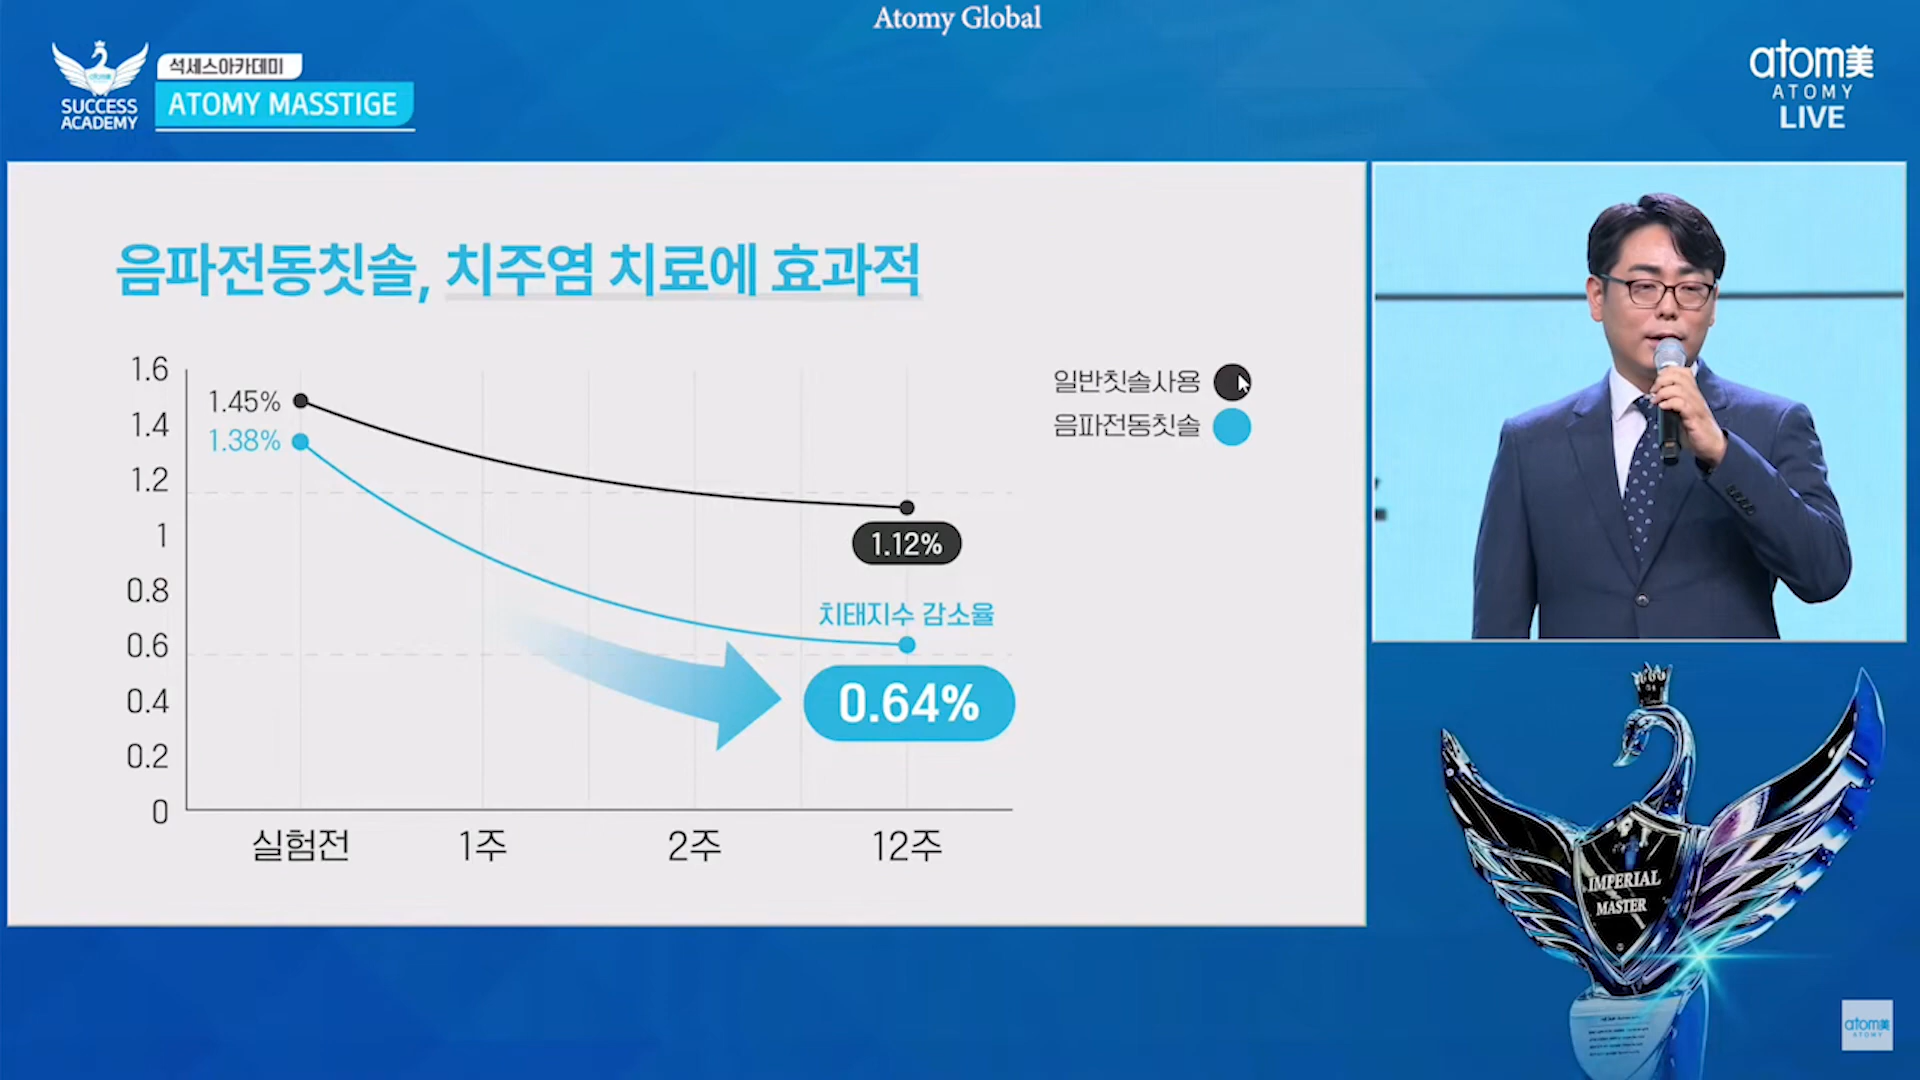 Atomy Global
석세스아카데미
ATOMY MASSTIGE
SUCCESS
ACADEMY
atom美
ATOMY
LIVE
음파전동칫솔, 치주염 치료에 효과적
일반칫솔사용
음파전동칫솔
1.6
1.4
1.2
1
0.8
0.6
0.4
0.2
0
1.45%
1.38%
1.12%
치태지수 감소율
0.64%
실험전
1주
2주
12주
IMPERIAL
MASTER
atom美
ATOMY